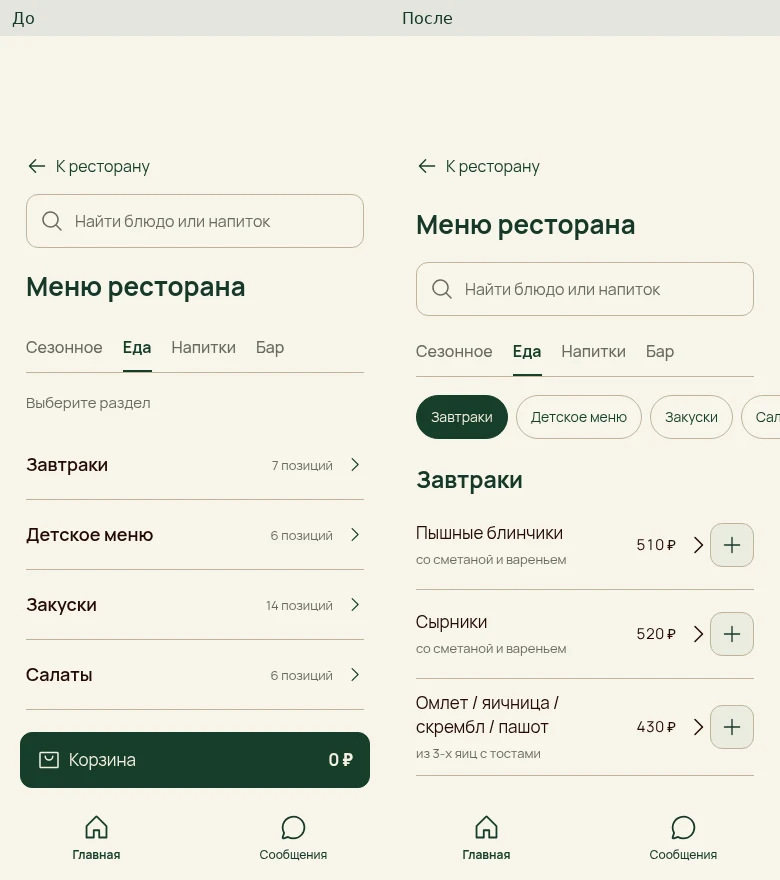 До
К ресторану
Найти блюдо или напиток
Меню ресторана
Сезонное Еда Напитки Бар
Выберите раздел
Завтраки 7 позиций
Детское меню 6 позиций
Закуски 14 позиций
Салаты 6 позиций
Корзина 0 ₽
Главная Сообщения
После
К ресторану
Меню ресторана
Найти блюдо или напиток
Сезонное Еда Напитки Бар
Завтраки Детское меню Закуски Сал
Завтраки
Пышные блинчики
со сметаной и вареньем
510 ₽
Сырники
со сметаной и вареньем
520 ₽
Омлет / яичница /
скрембл / пашот
из 3-х яиц с тостами
430 ₽
Главная Сообщения